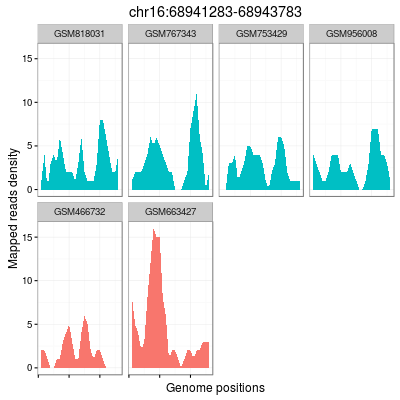 chr16:68941283-68943783
GSM818031 GSM767343 GSM753429 GSM956008
15
10
5
0
GSM466732 GSM663427
15
10
5
0
Mapped reads density
Genome positions